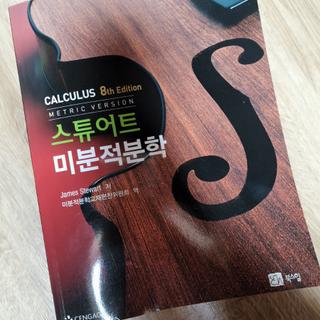 CALCULUS 8th Edition
METRIC VERSION
스튜어트
미분적분학
James Stewart 저
미분적분학교재편찬위원회 역
CENGAGE
북스힐